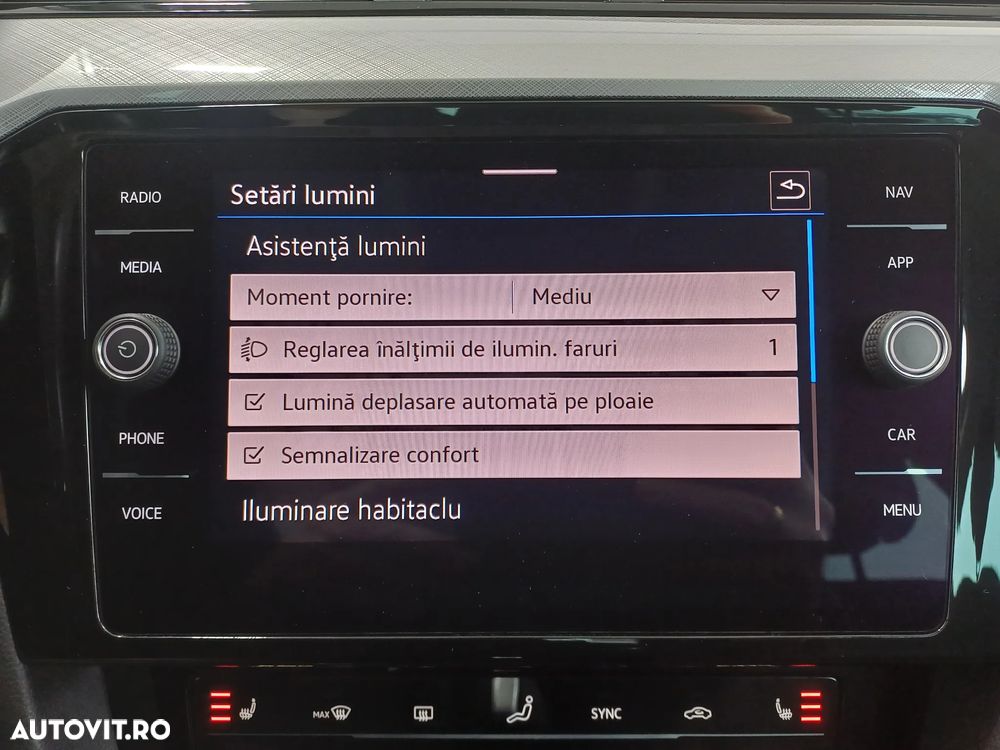 RADIO
MEDIA
PHONE
VOICE
Setări lumini
Asistenţă lumini
Moment pornire: Mediu
Reglarea înălţimii de ilumin. faruri 1
Lumină deplasare automată pe ploaie
Semnalizare confort
Iluminare habitaclu
NAV
APP
CAR
MENU
MAX
SYNC
AUTOVIT.RO